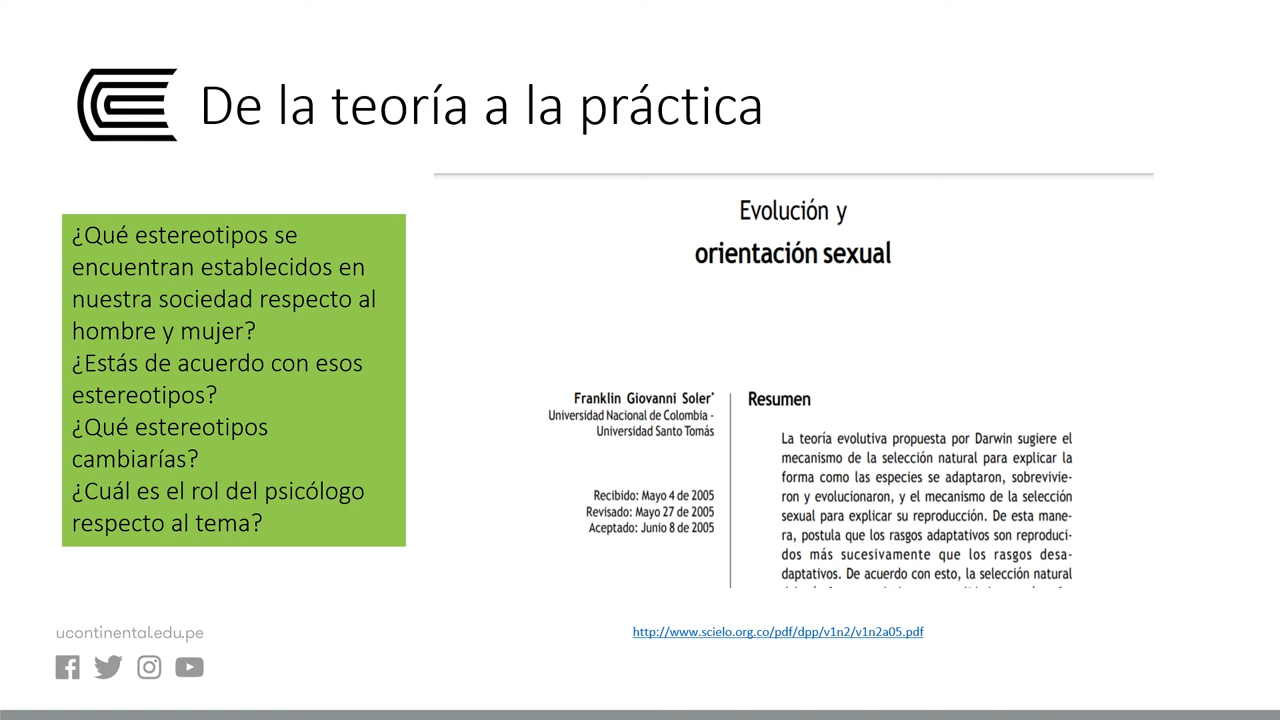 De la teoría a la práctica
¿Qué estereotipos se
encuentran establecidos en
nuestra sociedad respecto al
hombre y mujer?
¿Estás de acuerdo con esos
estereotipos?
¿Qué estereotipos
cambiarías?
¿Cuál es el rol del psicólogo
respecto al tema?
Evolución y
orientación sexual
Franklin Giovanni Soler*
Universidad Nacional de Colombia -
Universidad Santo Tomás
Recibido: Mayo 4 de 2005
Revisado: Mayo 27 de 2005
Aceptado: Junio 8 de 2005
Resumen
La teoría evolutiva propuesta por Darwin sugiere el
mecanismo de la selección natural para explicar la
forma como las especies se adaptaron, sobrevivie-
ron y evolucionaron, y el mecanismo de la selección
sexual para explicar su reproducción. De esta mane-
ra, postula que los rasgos adaptativos son reproduci-
dos más sucesivamente que los rasgos desa-
daptativos. De acuerdo con esto, la selección natural
http://www.scielo.org.co/pdf/dpp/v1n2/v1n2a05.pdf
ucontinental.edu.pe